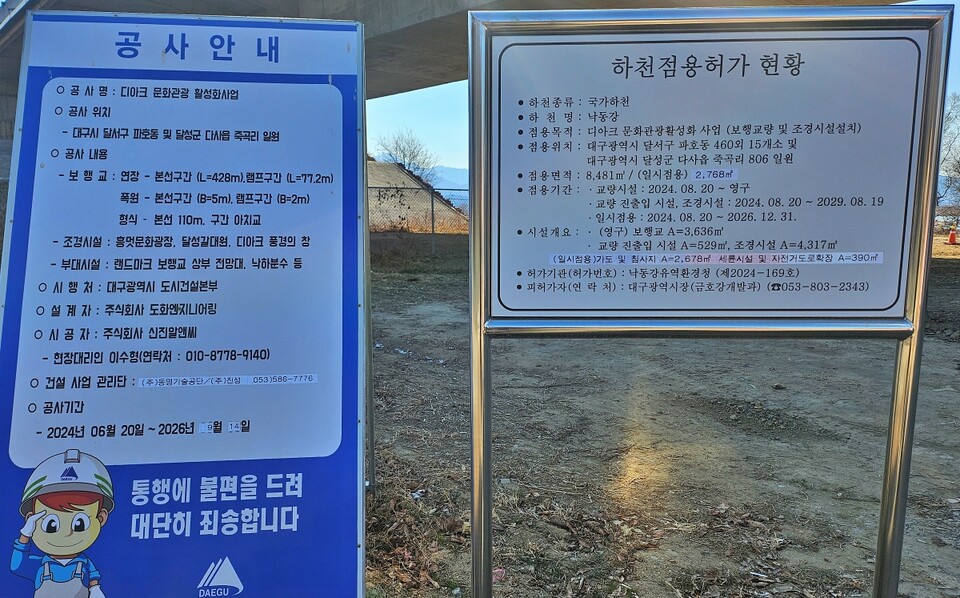 공 사 안 내
○ 공 사 명 : 디아크 문화관광 활성화사업
○ 공사 위치
- 대구시 달서구 파호동 및 달성군 다사읍 죽곡리 일원
○ 공사 내용
- 보 행 교 : 연장 - 본선구간 (L=428m),램프구간 (L=77.2m)
폭원 - 본선구간 (B=5m),램프구간 (B=2m)
형식 - 본선 110m, 구간 아치교
- 조경시설 : 흥멋문화광장, 달성갈대원, 디아크 풍경의 창
- 부대시설 : 랜드마크 보행교 상부 전망대, 낙하분수 등
○ 시 행 처 : 대구광역시 도시건설본부
○ 설 계 자 : 주식회사 도화엔지니어링
○ 시 공 자 : 주식회사 신진알앤씨
- 현장대리인 이수형(연락처 : 010-8778-9140)
○ 건설 사업 관리단 : (주)동명기술공단/(주)진성 053)586-7776
○ 공사기간
- 2024년 06월 20일 ~ 2026년 9월 14일
통행에 불편을 드려
대단히 죄송합니다
DAEGU
하천점용허가 현황
• 하천종류 : 국가하천
• 하 천 명 : 낙동강
• 점용목적 : 디아크 문화관광활성화 사업 (보행교량 및 조경시설설치)
• 점용위치 : 대구광역시 달서구 파호동 460외 15개소 및
대구광역시 달성군 다사읍 죽곡리 806 일원
• 점용면적 : 8,481㎡ / (일시점용) 2,768㎡
• 점용기간 : · 교량시설 : 2024. 08. 20 ~ 영구
· 교량 진출입 시설, 조경시설 : 2024. 08. 20 ~ 2029. 08. 19
· 일시점용 : 2024. 08. 20 ~ 2026. 12. 31.
• 시설개요 : · (영구) 보행교 A=3,636㎡
· 교량 진출입 시설 A=529㎡, 조경시설 A=4,317㎡
(일시점용)가도 및 침사지 A=2,678㎡ 세륜시설 및 자전거도로확장 A=390㎡
• 허가기관(허가번호) : 낙동강유역환경청 (제2024-169호)
• 피허가자(연 락 처) : 대구광역시장(금호강개발과) (☎053-803-2343)